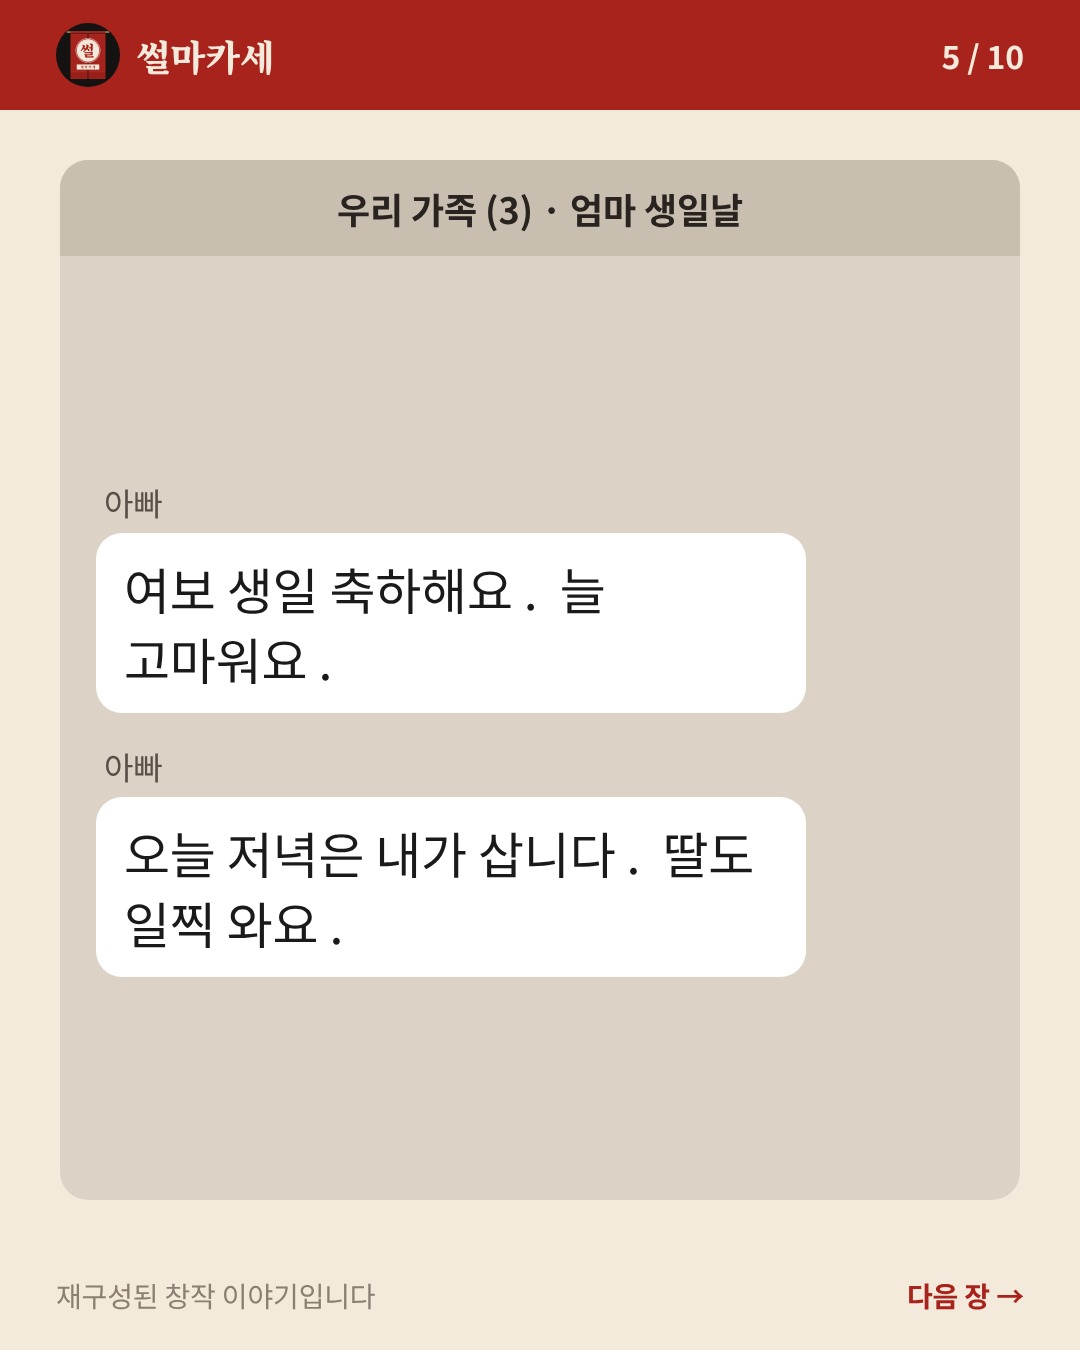 썰
썰마카세
5 / 10
우리 가족 (3) · 엄마 생일날
아빠
여보 생일 축하해요 . 늘
고마워요 .
아빠
오늘 저녁은 내가 삽니다 . 딸도
일찍 와요 .
재구성된 창작 이야기입니다
다음 장 →